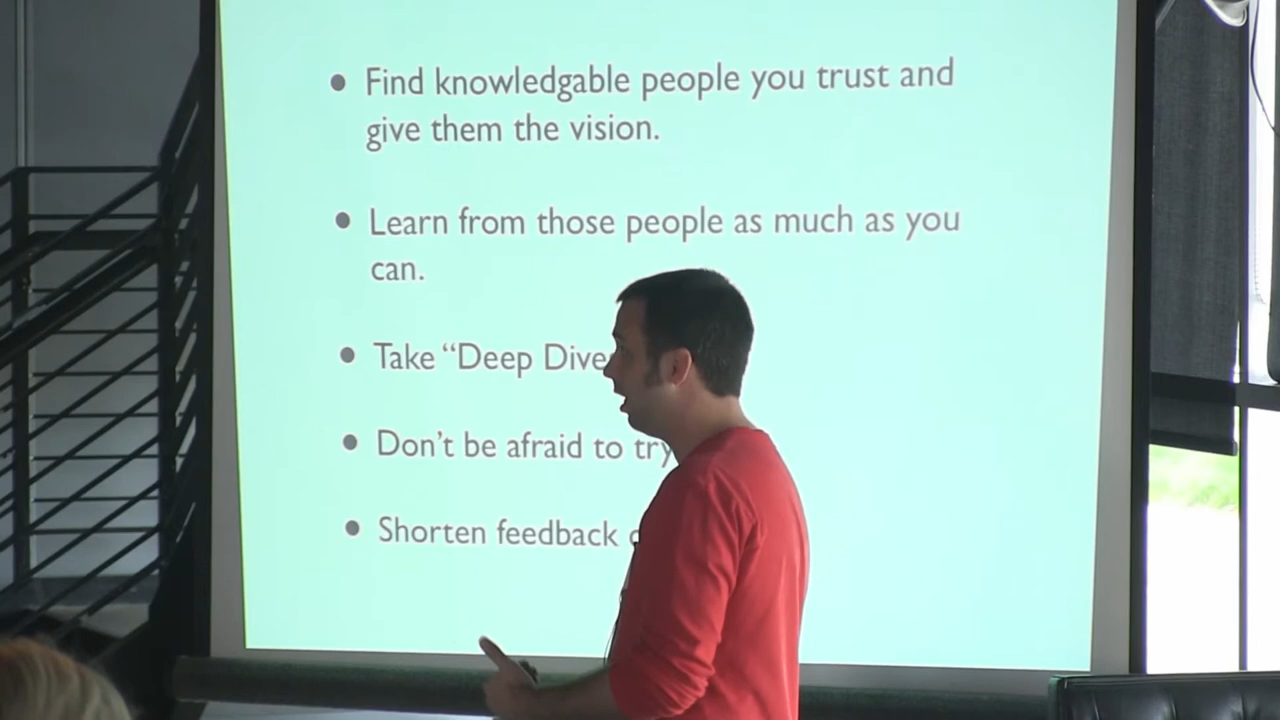 • Find knowledgable people you trust and
give them the vision.
• Learn from those people as much as you
can.
• Take “Deep Dive
• Don’t be afraid to try
• Shorten feedback